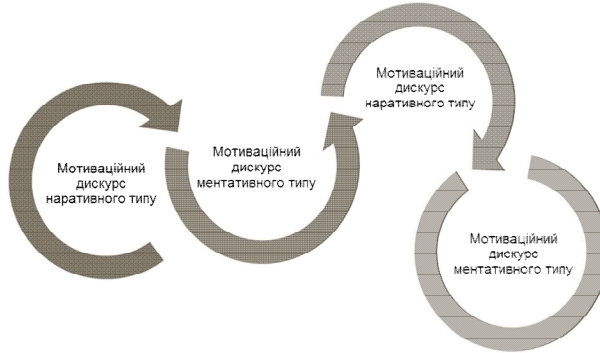 Мотиваційний
дискурс
наративного типу
Мотиваційний
дискурс
ментативного типу
Мотиваційний
дискурс
наративного типу
Мотиваційний
дискурс
ментативного типу